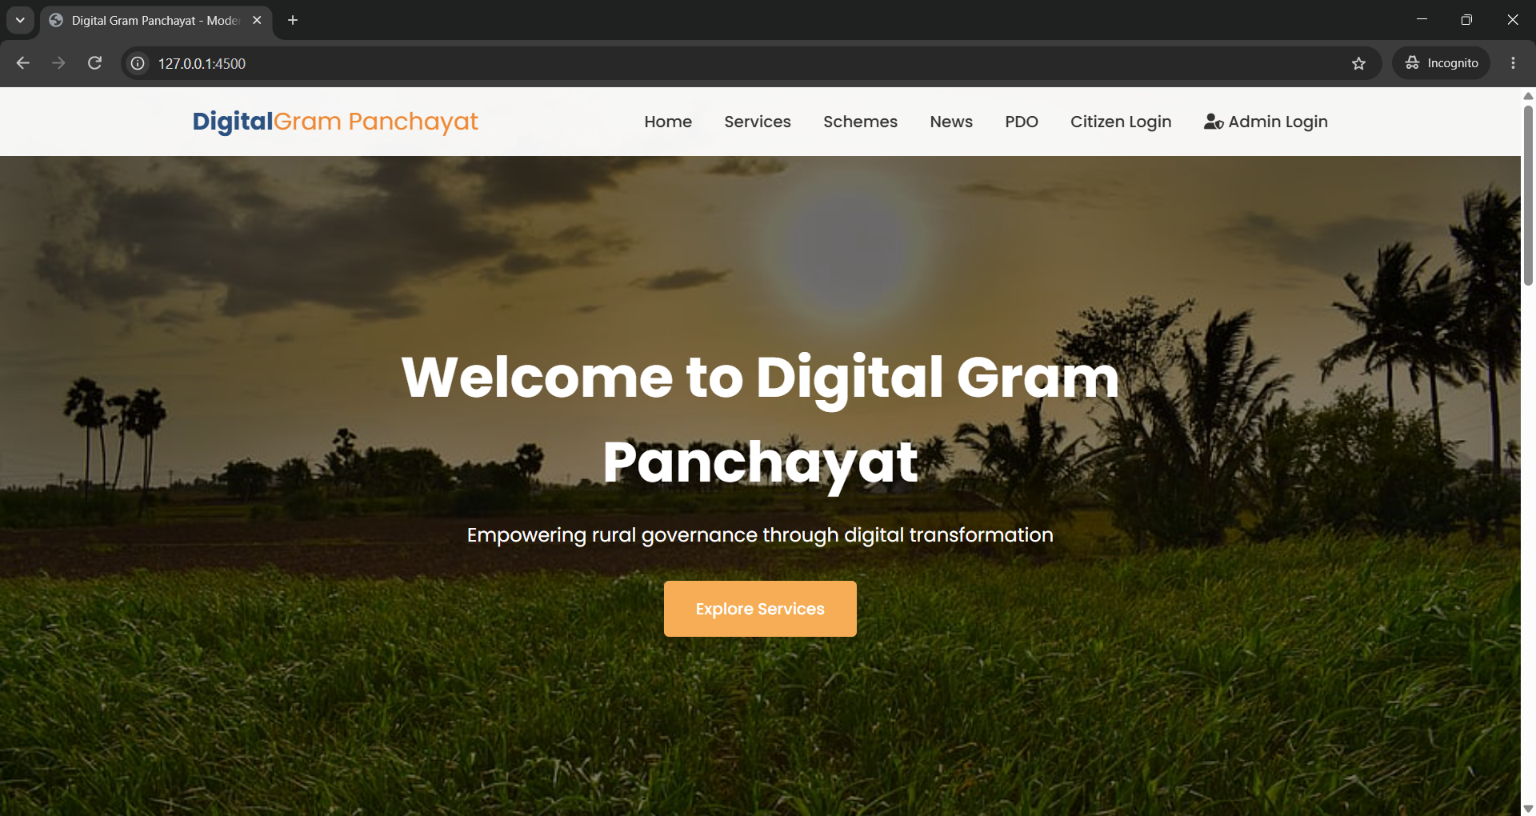 Digital Gram Panchayat - Moder
127.0.0.1:4500
Incognito
DigitalGram Panchayat
Home Services Schemes News PDO Citizen Login Admin Login
Welcome to Digital Gram
Panchayat
Empowering rural governance through digital transformation
Explore Services